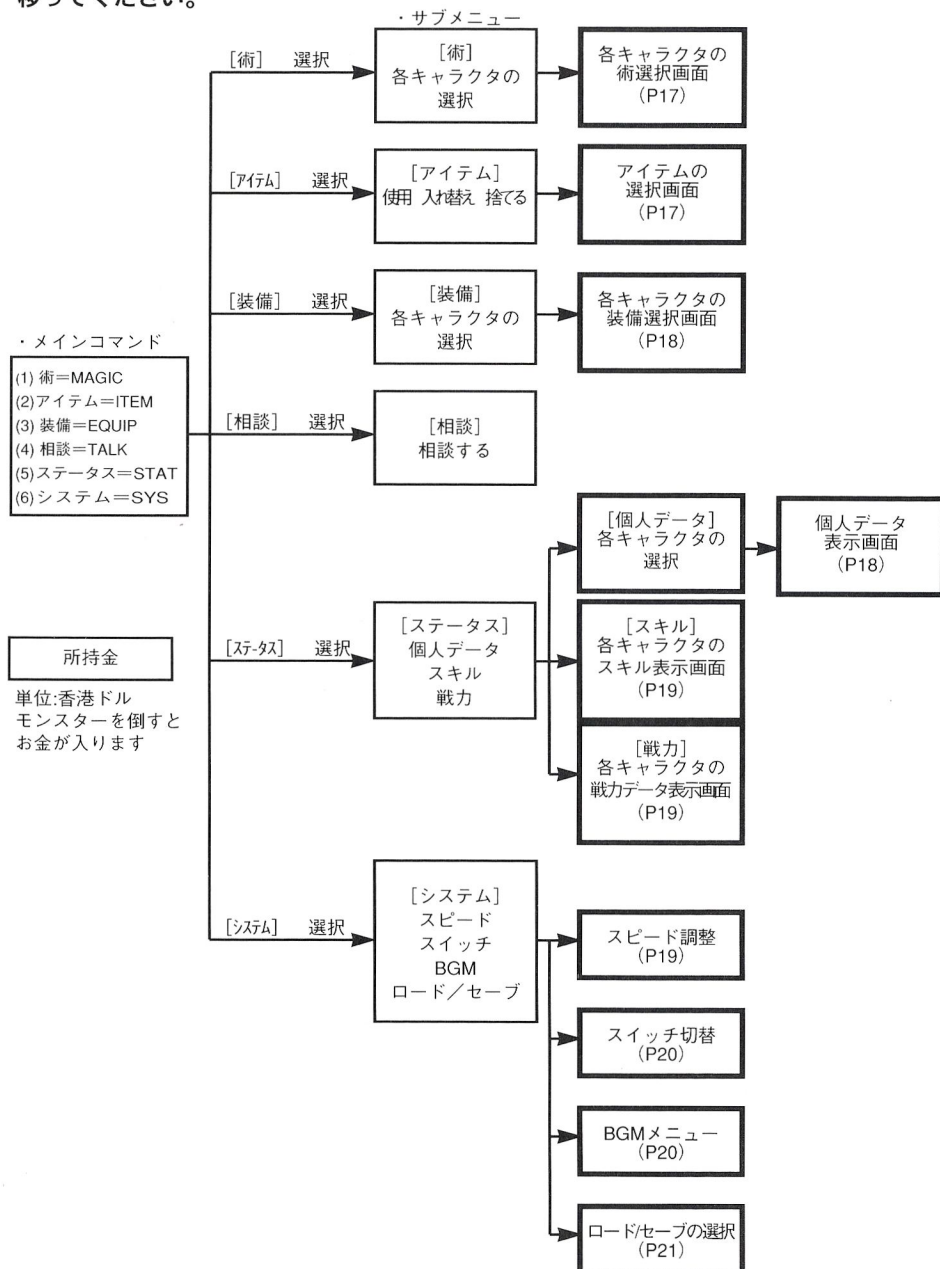 移ってください。
・サブメニュー
[術] 選択
[術]
各キャラクタの
選択
各キャラクタの
術選択画面
(P17)
[アイテム] 選択
[アイテム]
使用 入れ替え 捨てる
アイテムの
選択画面
(P17)
[装備] 選択
[装備]
各キャラクタの
選択
各キャラクタの
装備選択画面
(P18)
・メインコマンド
(1) 術＝MAGIC
(2)アイテム＝ITEM
(3) 装備＝EQUIP
(4) 相談＝TALK
(5)ステータス＝STAT
(6)システム＝SYS
[相談] 選択
[相談]
相談する
[個人データ]
各キャラクタの
選択
個人データ
表示画面
(P18)
所持金
単位:香港ドル
モンスターを倒すと
お金が入ります
[ステータス] 選択
[ステータス]
個人データ
スキル
戦力
[スキル]
各キャラクタの
スキル表示画面
(P19)
[戦力]
各キャラクタの
戦力データ表示画面
(P19)
[システム] 選択
[システム]
スピード
スイッチ
BGM
ロード／セーブ
スピード調整
(P19)
スイッチ切替
(P20)
BGMメニュー
(P20)
ロード/セーブの選択
(P21)